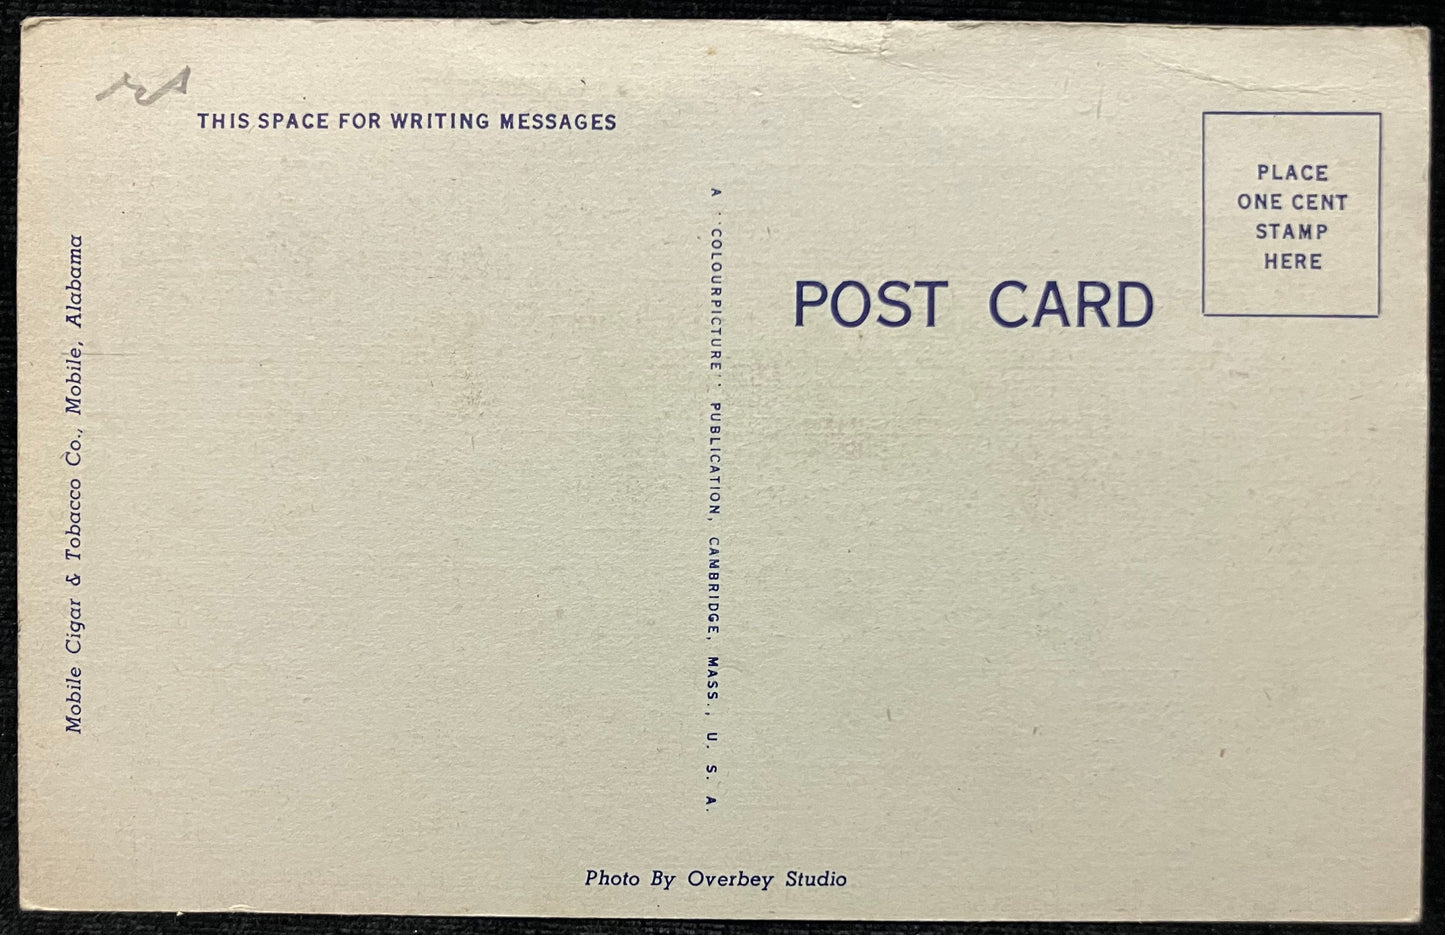 THIS SPACE FOR WRITING MESSAGES
PLACE
ONE CENT
STAMP
HERE
POST CARD
Mobile Cigar & Tobacco Co., Mobile, Alabama
A "COLOURPICTURE" PUBLICATION, CAMBRIDGE, MASS., U. S. A.
Photo By Overbey Studio